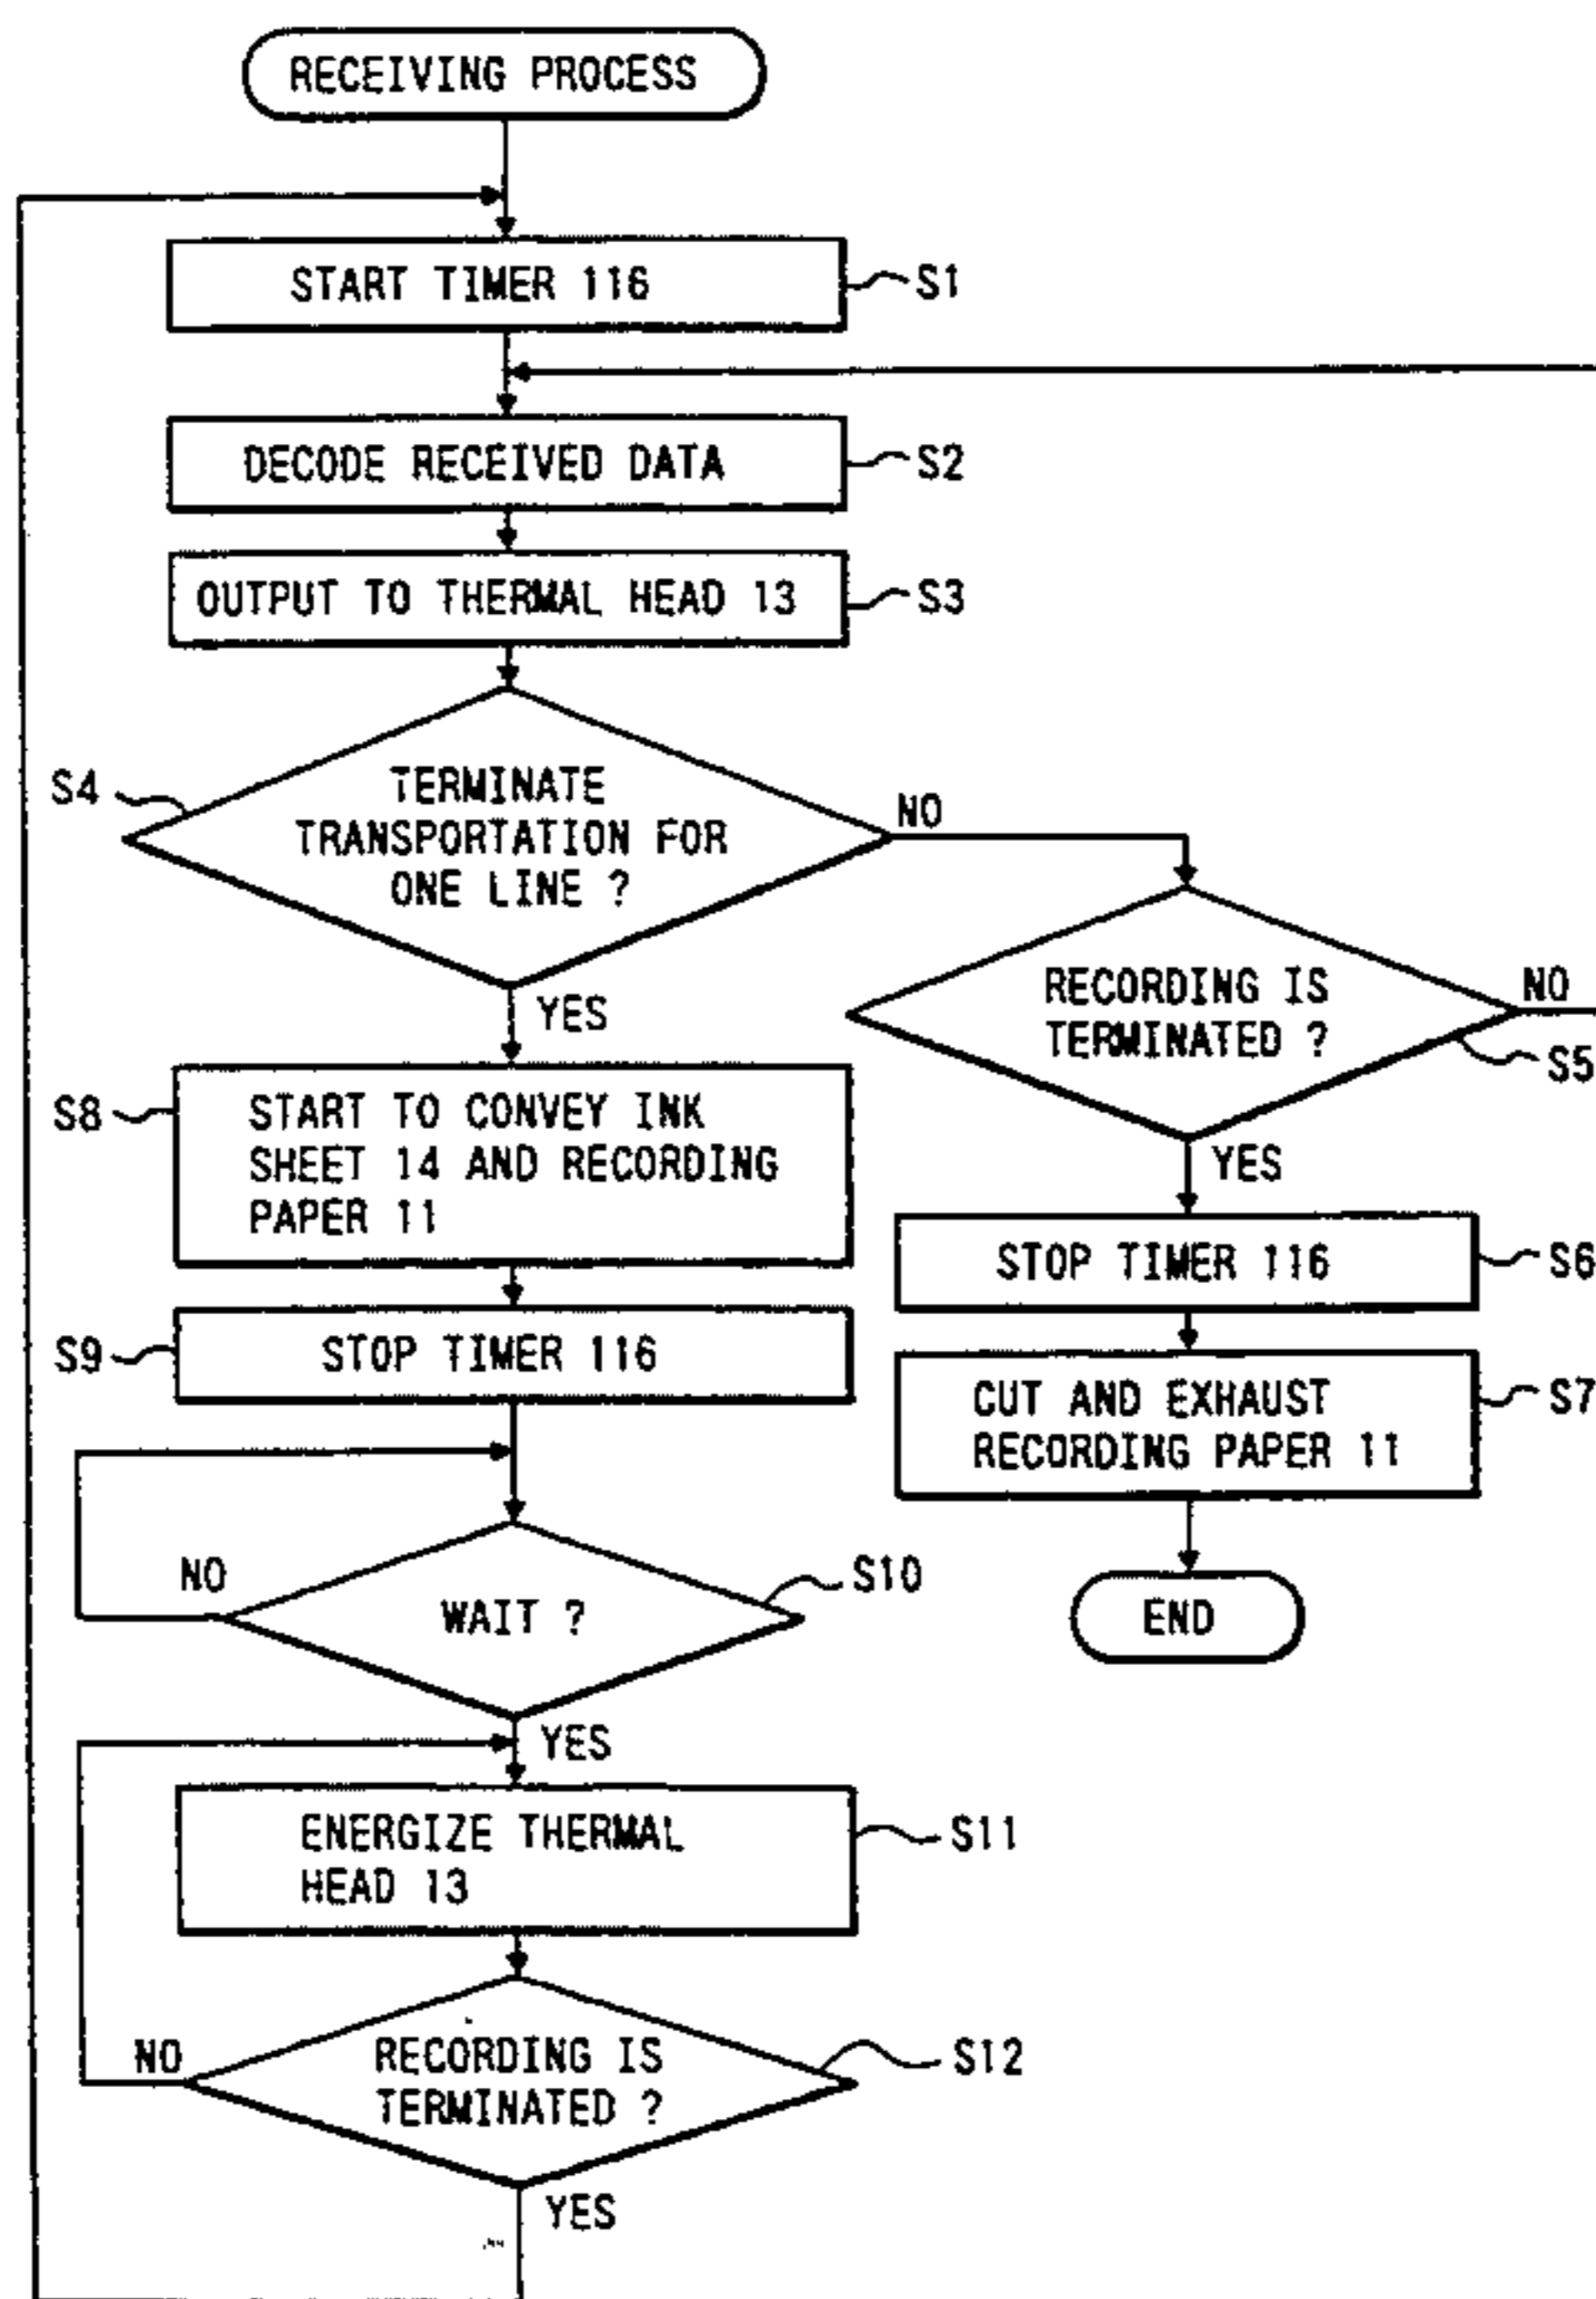 RECEIVING PROCESS
START TIMER 116
S1
DECODE RECEIVED DATA
S2
OUTPUT TO THERMAL HEAD 13
S3
S4
TERMINATE
TRANSPORTATION FOR
ONE LINE ?
NO
YES
RECORDING IS
TERMINATED ?
NO
S5
YES
STOP TIMER 116
S6
CUT AND EXHAUST
RECORDING PAPER 11
S7
END
S8
START TO CONVEY INK
SHEET 14 AND RECORDING
PAPER 11
S9
STOP TIMER 116
NO
WAIT ?
S10
YES
ENERGIZE THERMAL
HEAD 13
S11
NO
RECORDING IS
TERMINATED ?
S12
YES